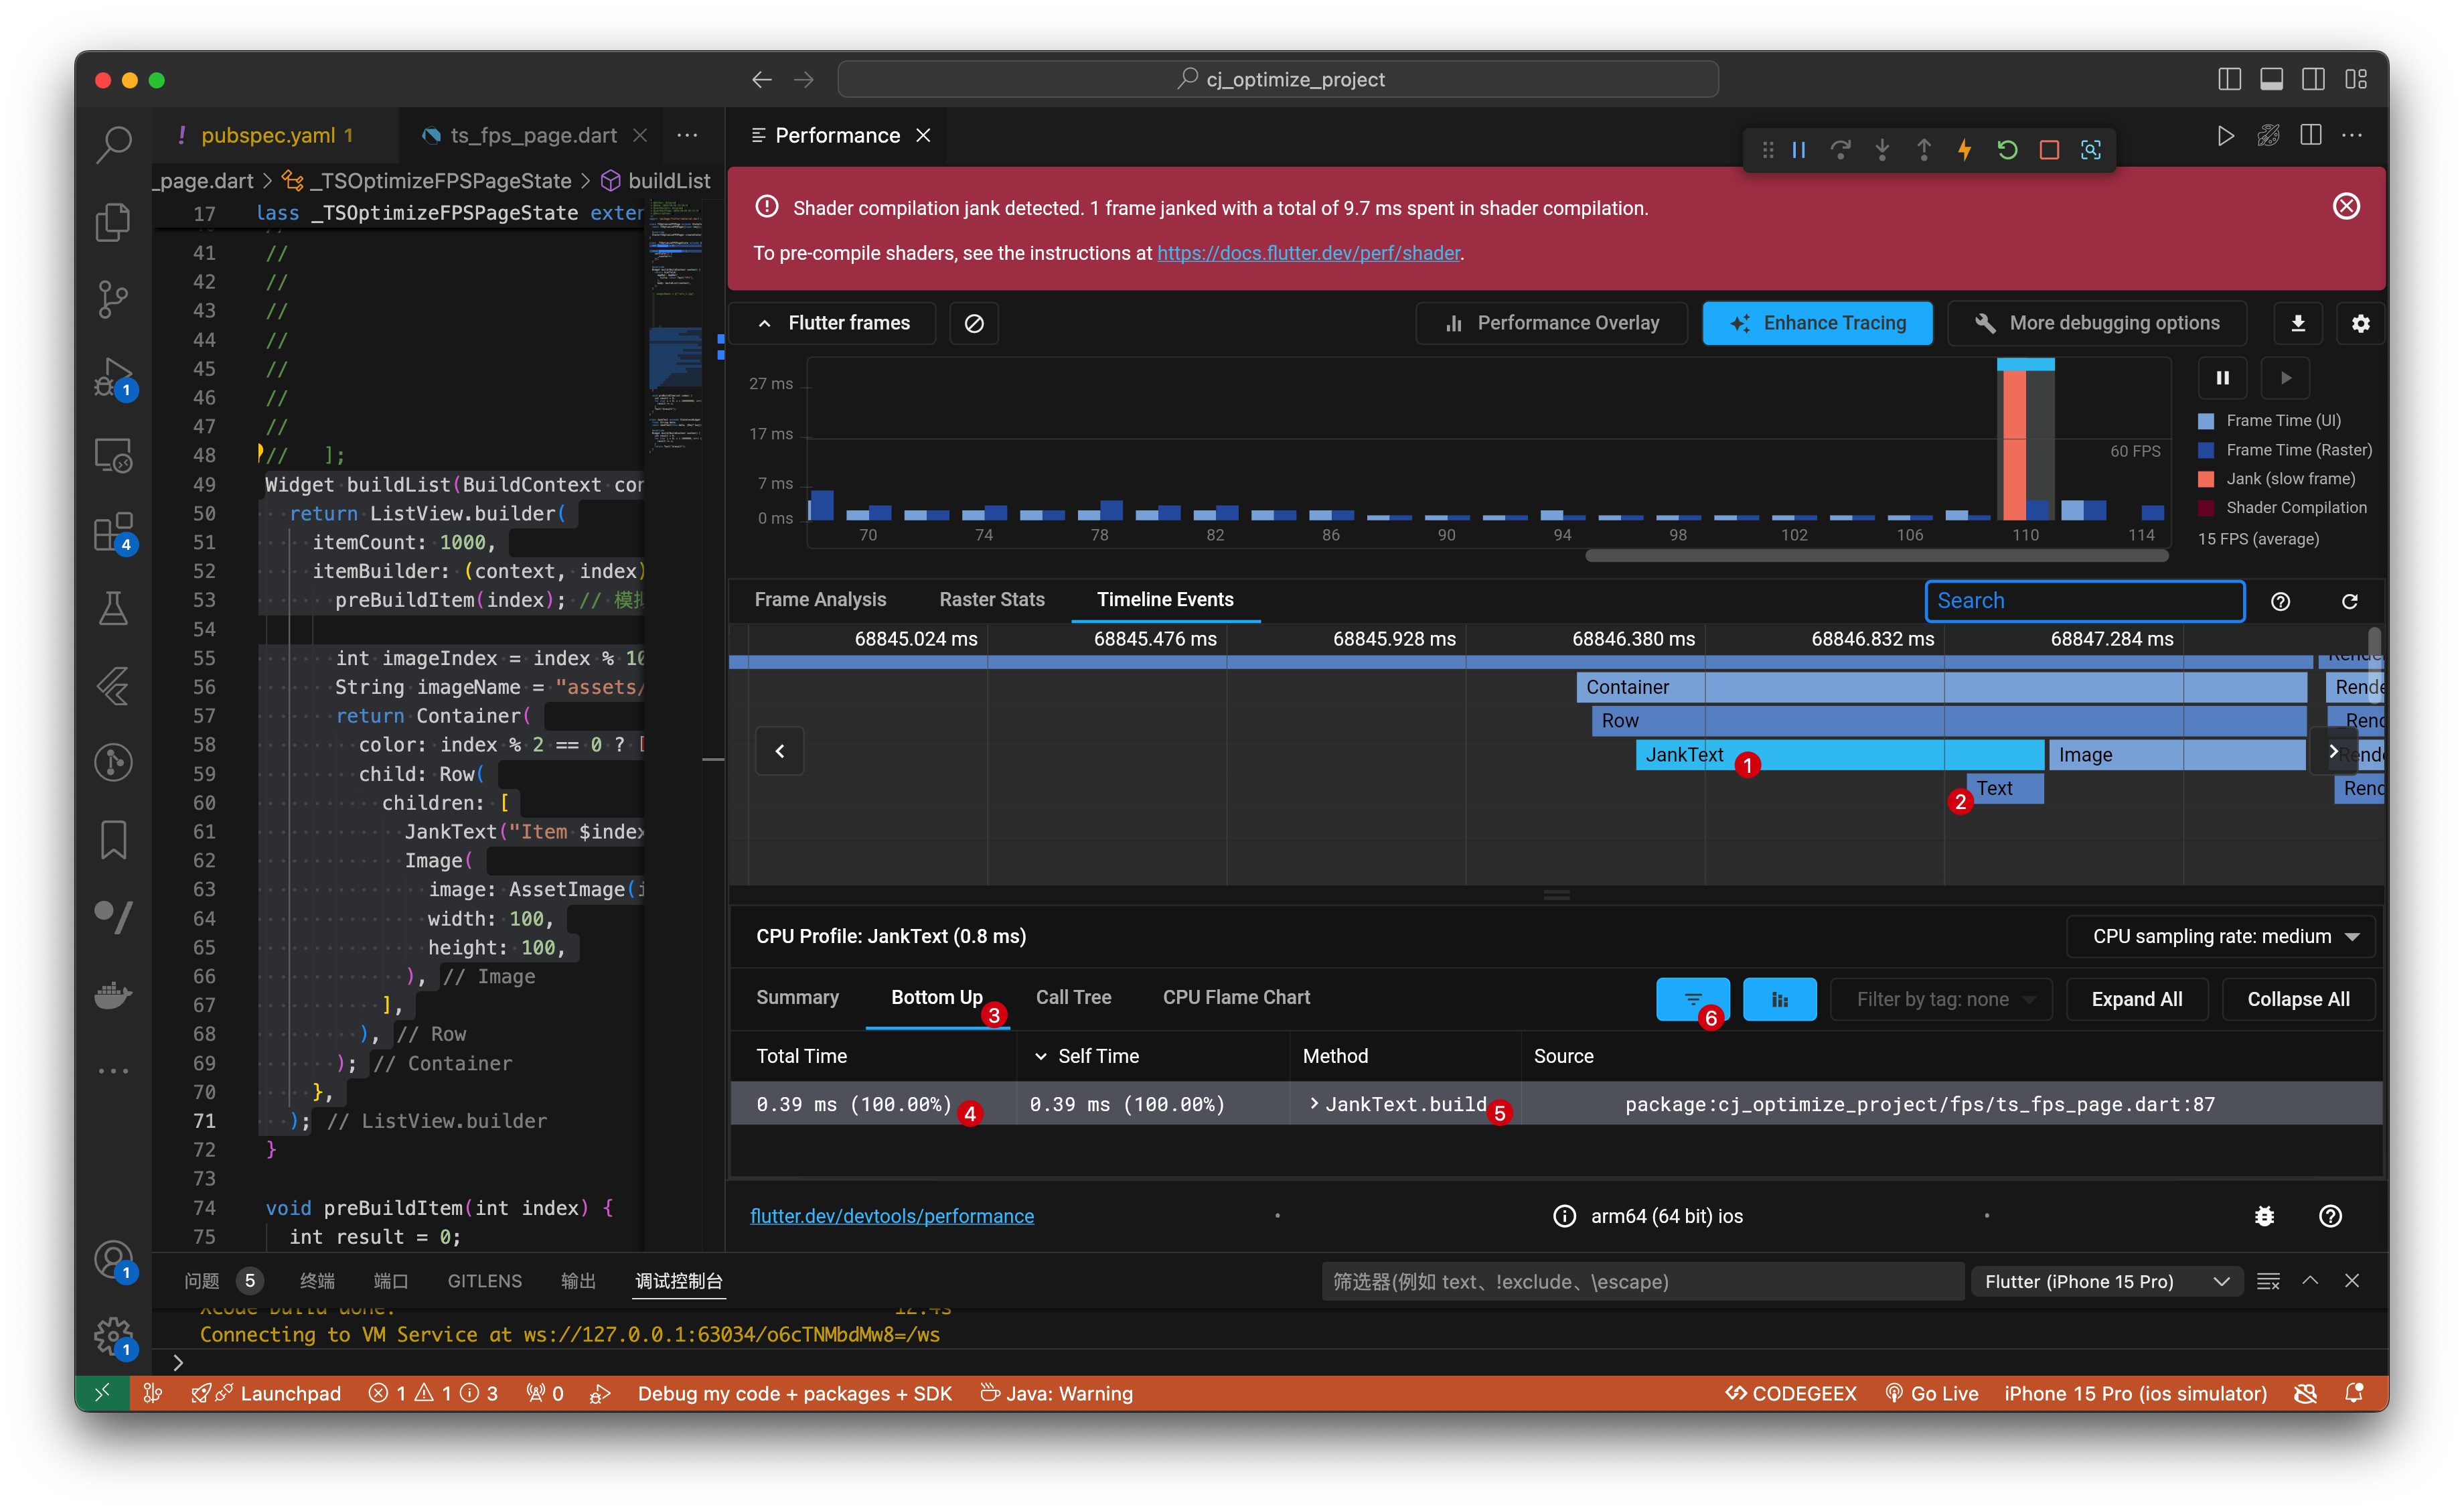 cj_optimize_project
! pubspec.yaml 1
ts_fps_page.dart
Performance
_page.dart > _TSOptimizeFPSPageState > buildList
17 lass _TSOptimizeFPSPageState exter
41 //
42 //
43 //
44 //
45 //
46 //
47 //
48 // ];
49 Widget buildList(BuildContext cor
50 return ListView.builder(
51 itemCount: 1000,
52 itemBuilder: (context, index)
53 preBuildItem(index); // 模拟
54
55 int imageIndex = index % 10
56 String imageName = "assets/
57 return Container(
58 color: index % 2 == 0 ?
59 child: Row(
60 children: [
61 JankText("Item $index
62 Image(
63 image: AssetImage(i
64 width: 100,
65 height: 100,
66 ), // Image
67 ],
68 ), // Row
69 ); // Container
70 },
71 ); // ListView.builder
72 }
73
74 void preBuildItem(int index) {
75 int result = 0;
Shader compilation jank detected. 1 frame janked with a total of 9.7 ms spent in shader compilation.
To pre-compile shaders, see the instructions at https://docs.flutter.dev/perf/shader.
Flutter frames
Performance Overlay
Enhance Tracing
More debugging options
27 ms
17 ms
7 ms
0 ms
60 FPS
70 74 78 82 86 90 94 98 102 106 110 114
Frame Time (UI)
Frame Time (Raster)
Jank (slow frame)
Shader Compilation
15 FPS (average)
Frame Analysis
Raster Stats
Timeline Events
Search
68845.024 ms 68845.476 ms 68845.928 ms 68846.380 ms 68846.832 ms 68847.284 ms
Rende
Container
Rende
Row
Rend
JankText 1
Image
Rende
2 Text
Rend
CPU Profile: JankText (0.8 ms)
CPU sampling rate: medium
Summary
Bottom Up 3
Call Tree
CPU Flame Chart
6
Filter by tag: none
Expand All
Collapse All
Total Time Self Time Method Source
0.39 ms (100.00%) 4 0.39 ms (100.00%) JankText.build 5 package:cj_optimize_project/fps/ts_fps_page.dart:87
flutter.dev/devtools/performance
arm64 (64 bit) ios
1
4
1
1
问题 5 终端 端口 GITLENS 输出 调试控制台
筛选器(例如 text、!exclude、\escape)
Flutter (iPhone 15 Pro)
Xcode build done. 12.4s
Connecting to VM Service at ws://127.0.0.1:63034/o6cTNMbdMw8=/ws
>
Launchpad 1 1 3 0 Debug my code + packages + SDK Java: Warning
CODEGEEX Go Live iPhone 15 Pro (ios simulator)